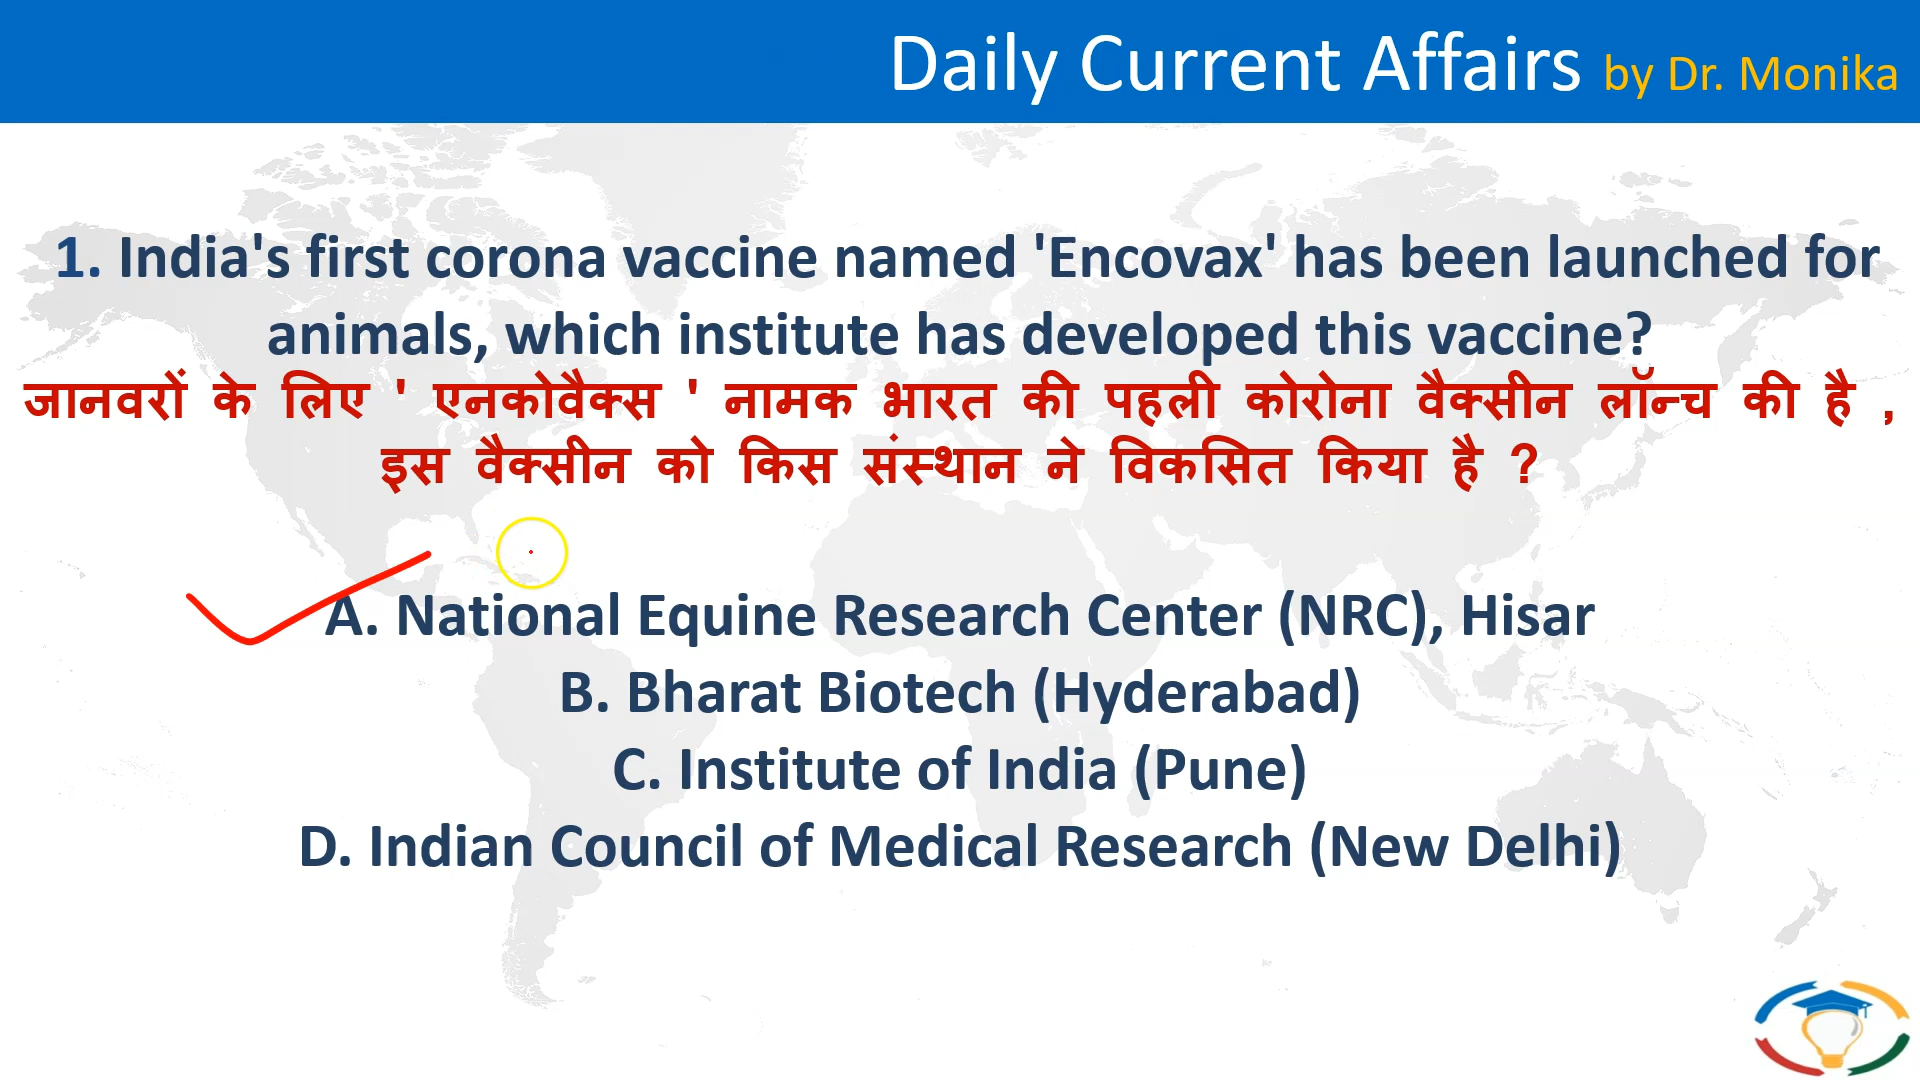 Daily Current Affairs by Dr. Monika
1. India's first corona vaccine named 'Encovax' has been launched for
animals, which institute has developed this vaccine?
जानवरों के लिए ' एनकोवैक्स ' नामक भारत की पहली कोरोना वैक्सीन लॉन्च की है ,
इस वैक्सीन को किस संस्थान ने विकसित किया है ?
A. National Equine Research Center (NRC), Hisar
B. Bharat Biotech (Hyderabad)
C. Institute of India (Pune)
D. Indian Council of Medical Research (New Delhi)